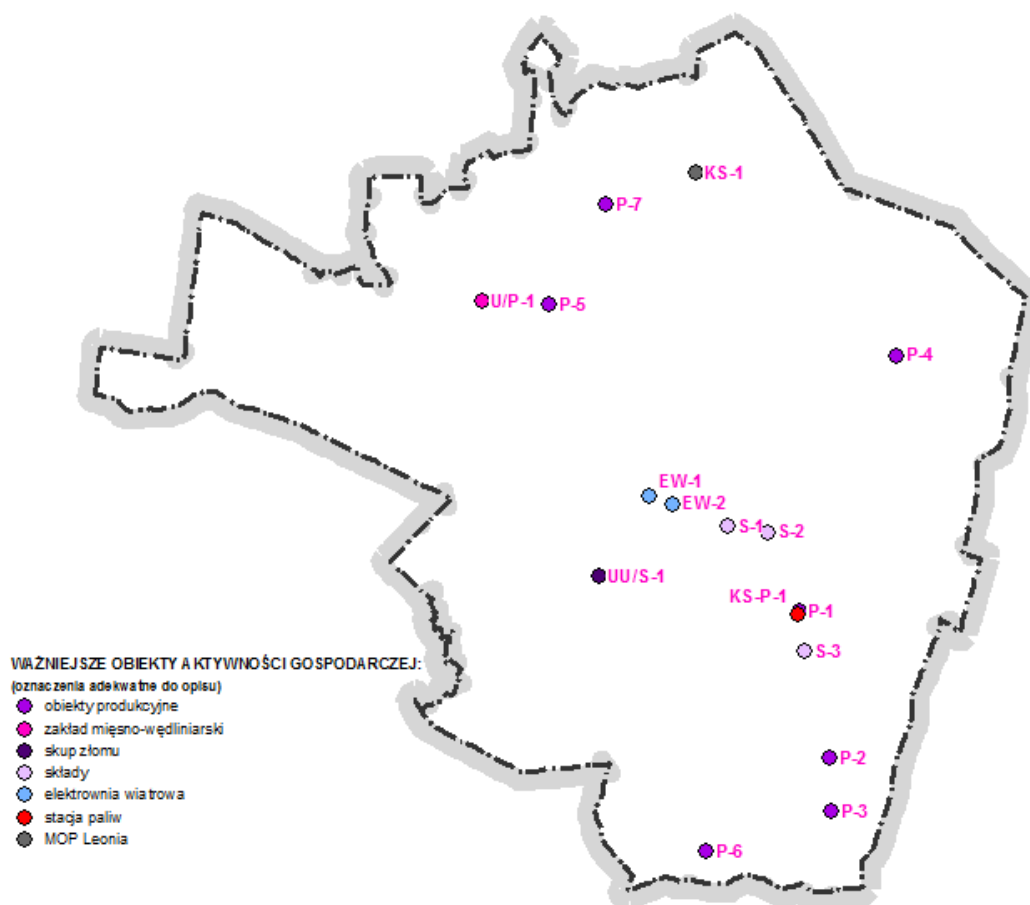 KS-1
P-7
U/P-1
P-5
P-4
EW-1
EW-2
S-1
S-2
UU/S-1
KS-P-1
P-1
S-3
WAŻNIEJSZE OBIEKTY AKTYWNOŚCI GOSPODARCZEJ:
(oznaczenia adekwatne do opisu)
obiekty produkcyjne
zakład mięsno-wędliniarski
skup złomu
składy
elektrownia wiatrowa
stacja paliw
MOP Leonia
P-2
P-3
P-6